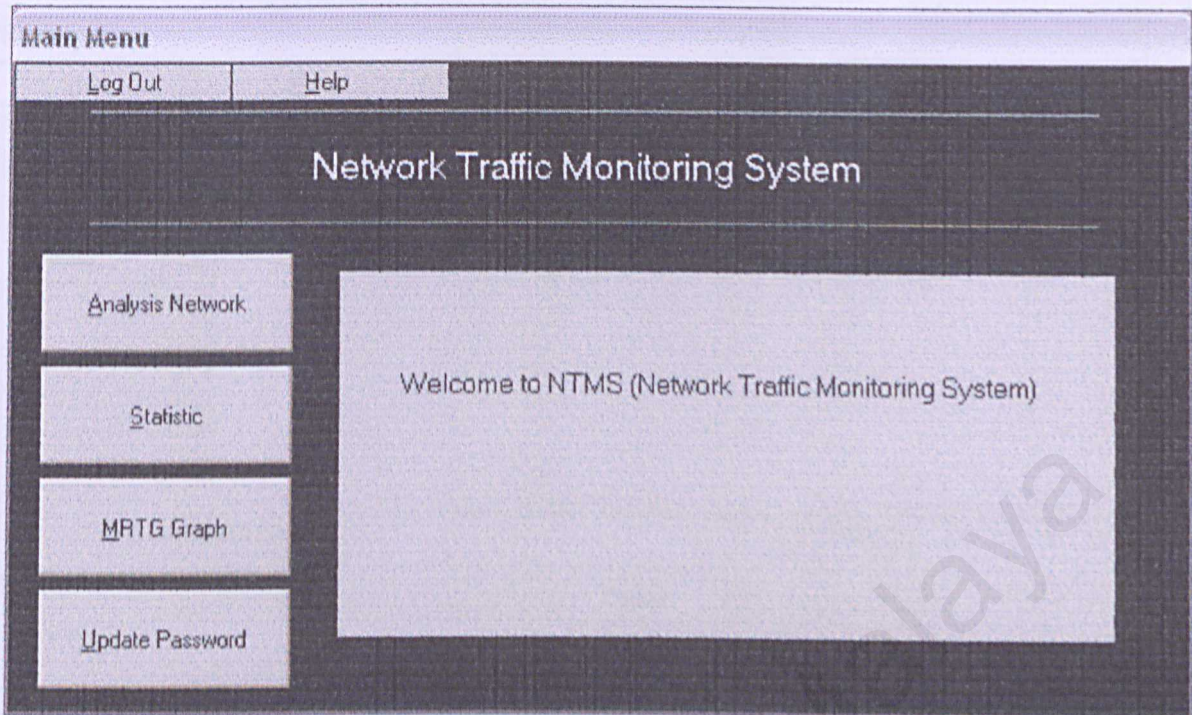 Main Menu
Log Out
Help
Network Traffic Monitoring System
Analysis Network
Statistic
MRTG Graph
Update Password
Welcome to NTMS (Network Traffic Monitoring System)